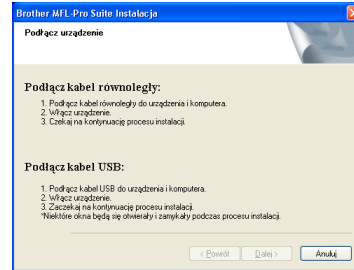 Brother MFL-Pro Suite Instalacja
Podłącz urządzenie
Podłącz kabel równoległy:
1. Podłącz kabel równoległy do urządzenia i komputera.
2. Włącz urządzenie.
3. Czekaj na kontynuację procesu instalacji.
Podłącz kabel USB:
1. Podłącz kabel USB do urządzenia i komputera.
2. Włącz urządzenie.
3. Zaczekaj na kontynuację procesu instalacji.
*Niektóre okna będą się otwierały i zamykały podczas procesu instalacji.
< Powrót Dalej > Anuluj